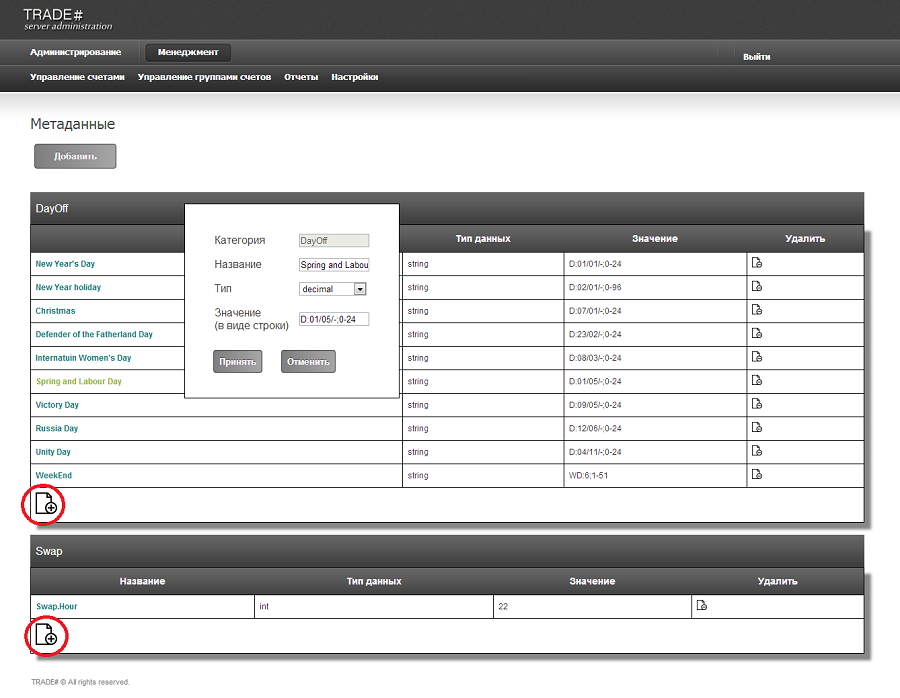 TRADE#
server administration
Администрирование Менеджмент Выйти
Управление счетами Управление группами счетов Отчеты Настройки
Метаданные
Добавить
DayOff
Тип данных Значение Удалить
New Year's Day string D:01/01/-;0-24
New Year holiday string D:02/01/-;0-96
Christmas string D:07/01/-;0-24
Defender of the Fatherland Day string D:23/02/-;0-24
Internatuin Women's Day string D:08/03/-;0-24
Spring and Labour Day string D:01/05/-;0-24
Victory Day string D:09/05/-;0-24
Russia Day string D:12/06/-;0-24
Unity Day string D:04/11/-;0-24
WeekEnd string WD:6;1-51
Категория DayOff
Название Spring and Labou
Тип decimal
Значение
(в виде строки) D:01/05/-;0-24
Принять Отменить
Swap
Название Тип данных Значение Удалить
Swap.Hour int 22
TRADE# © All rights reserved.